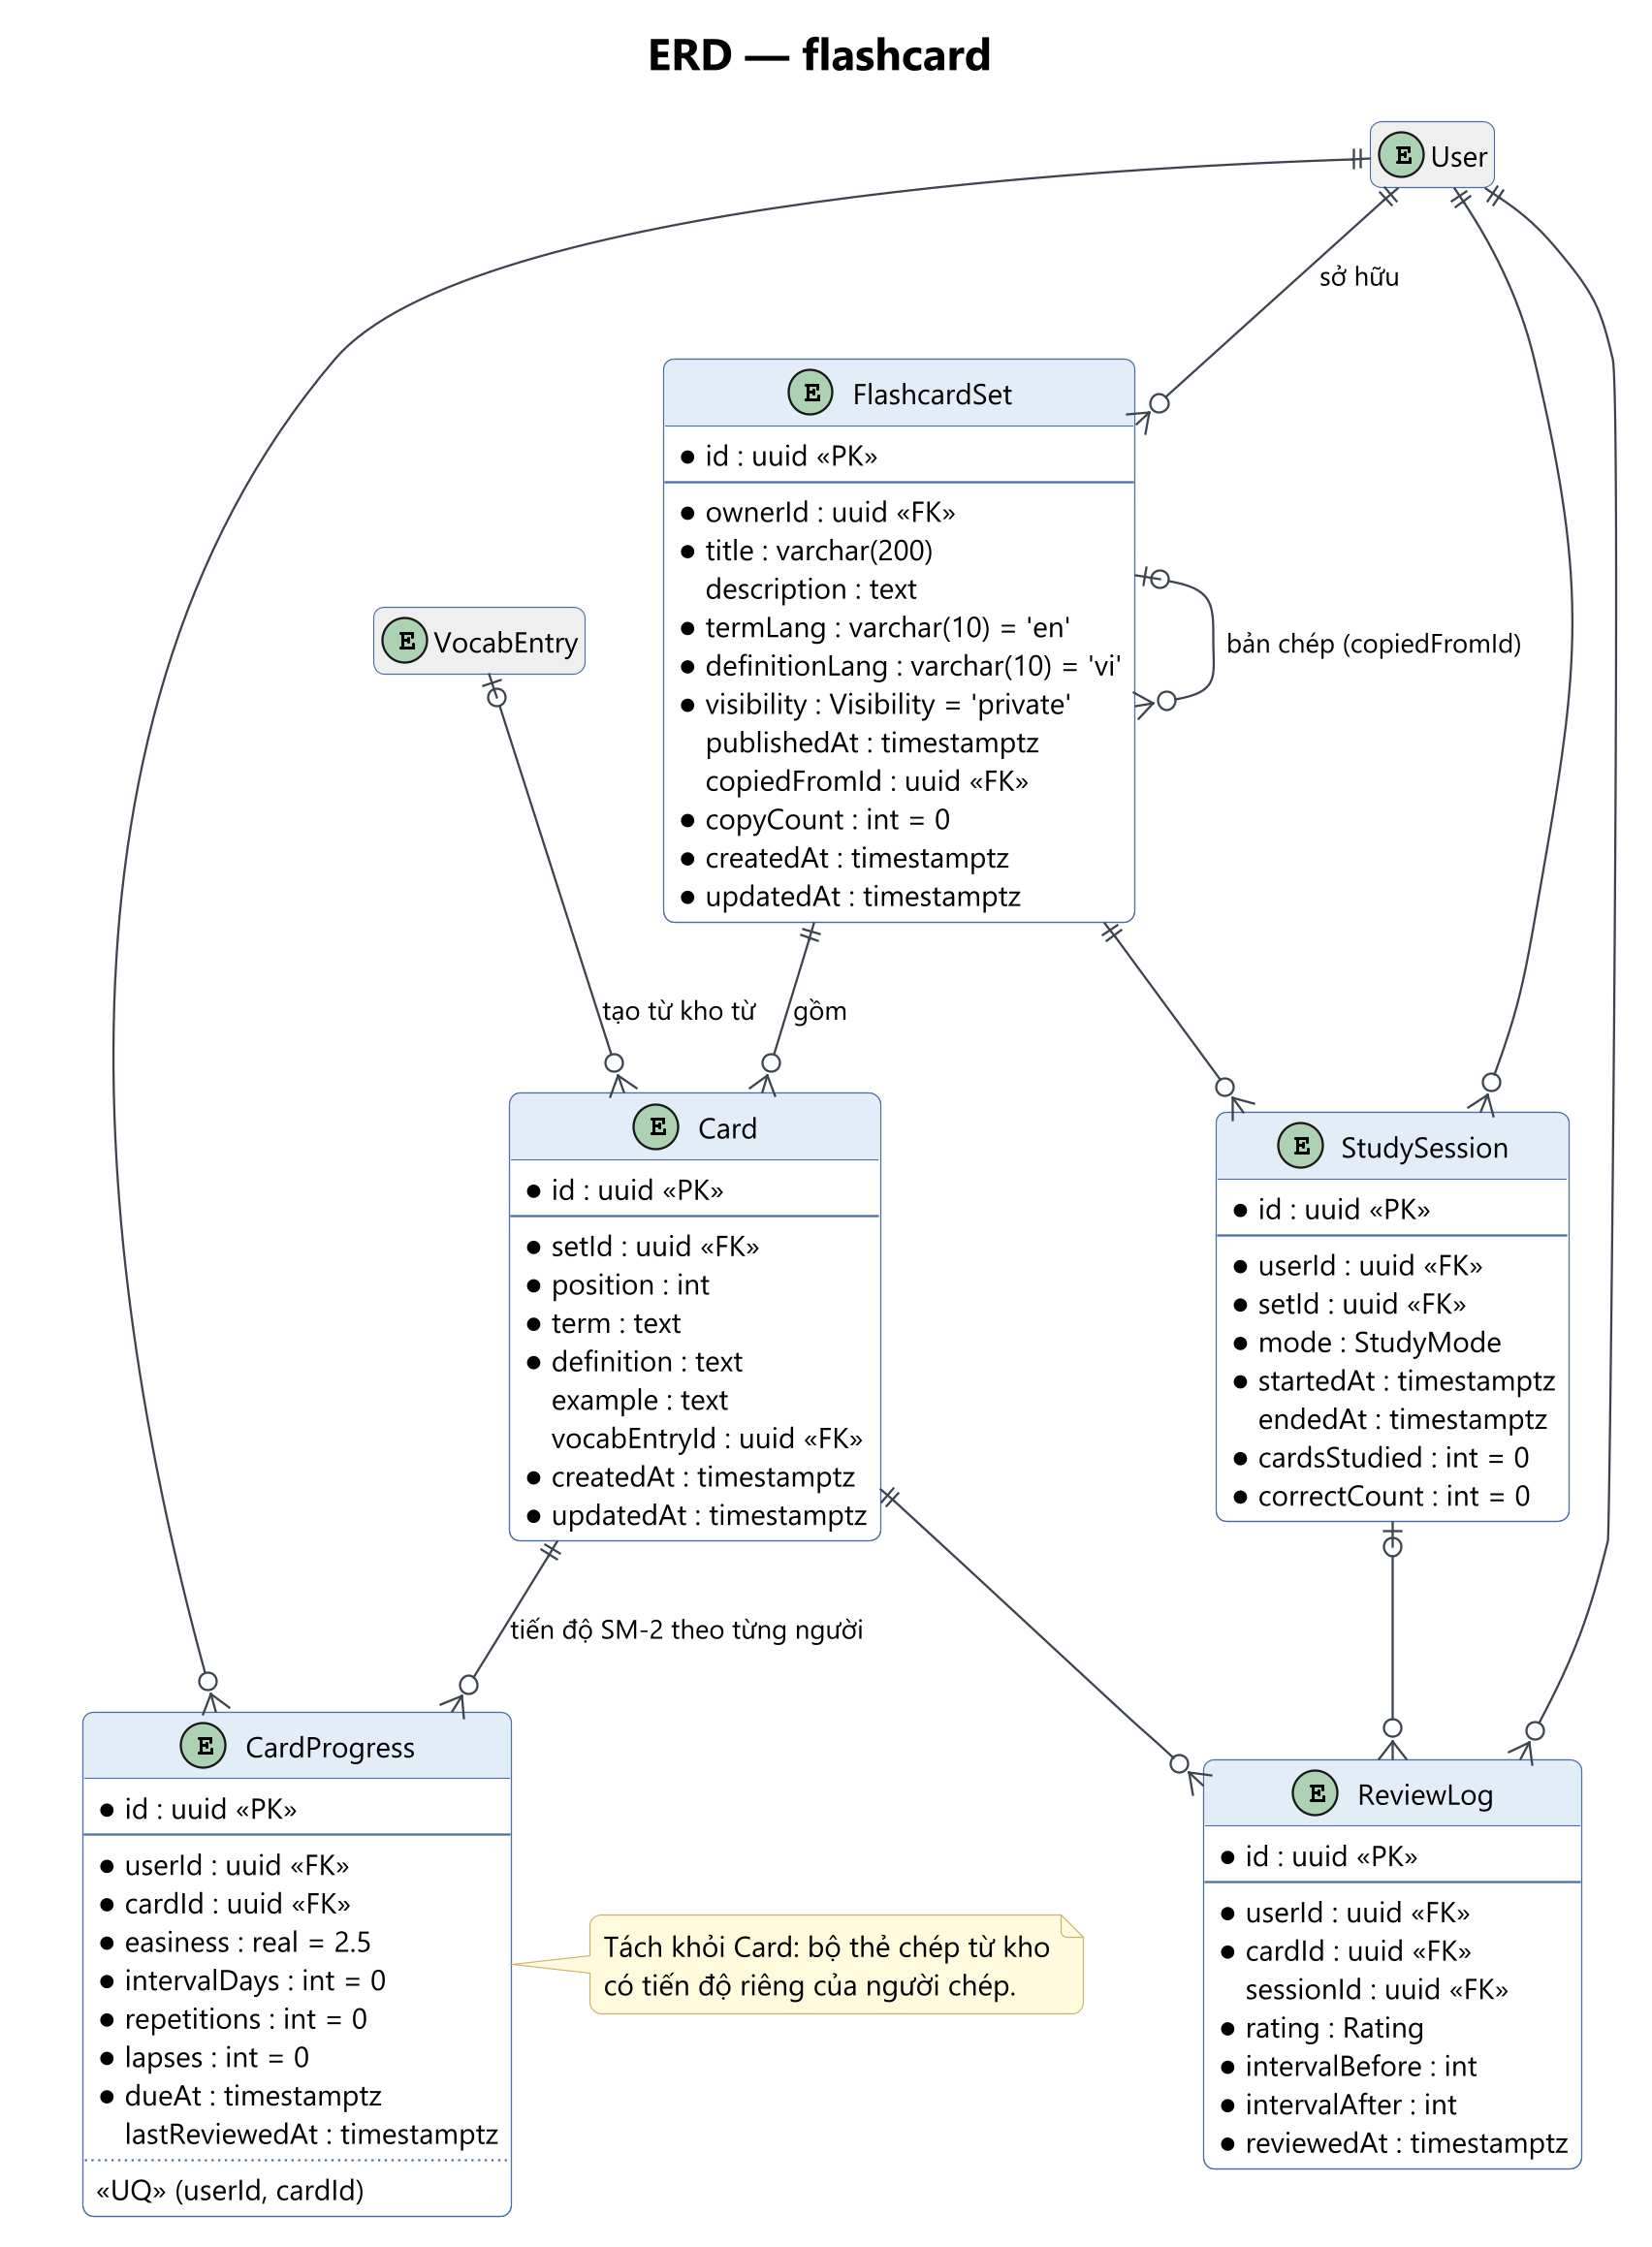 ERD — flashcard
E User
sở hữu
E FlashcardSet
id : uuid «PK»
ownerId : uuid «FK»
title : varchar(200)
description : text
termLang : varchar(10) = 'en'
definitionLang : varchar(10) = 'vi'
visibility : Visibility = 'private'
publishedAt : timestamptz
copiedFromId : uuid «FK»
copyCount : int = 0
createdAt : timestamptz
updatedAt : timestamptz
bản chép (copiedFromId)
E VocabEntry
tạo từ kho từ
gồm
E Card
id : uuid «PK»
setId : uuid «FK»
position : int
term : text
definition : text
example : text
vocabEntryId : uuid «FK»
createdAt : timestamptz
updatedAt : timestamptz
E StudySession
id : uuid «PK»
userId : uuid «FK»
setId : uuid «FK»
mode : StudyMode
startedAt : timestamptz
endedAt : timestamptz
cardsStudied : int = 0
correctCount : int = 0
tiến độ SM-2 theo từng người
E CardProgress
id : uuid «PK»
userId : uuid «FK»
cardId : uuid «FK»
easiness : real = 2.5
intervalDays : int = 0
repetitions : int = 0
lapses : int = 0
dueAt : timestamptz
lastReviewedAt : timestamptz
«UQ» (userId, cardId)
Tách khỏi Card: bộ thẻ chép từ kho
có tiến độ riêng của người chép.
E ReviewLog
id : uuid «PK»
userId : uuid «FK»
cardId : uuid «FK»
sessionId : uuid «FK»
rating : Rating
intervalBefore : int
intervalAfter : int
reviewedAt : timestamptz